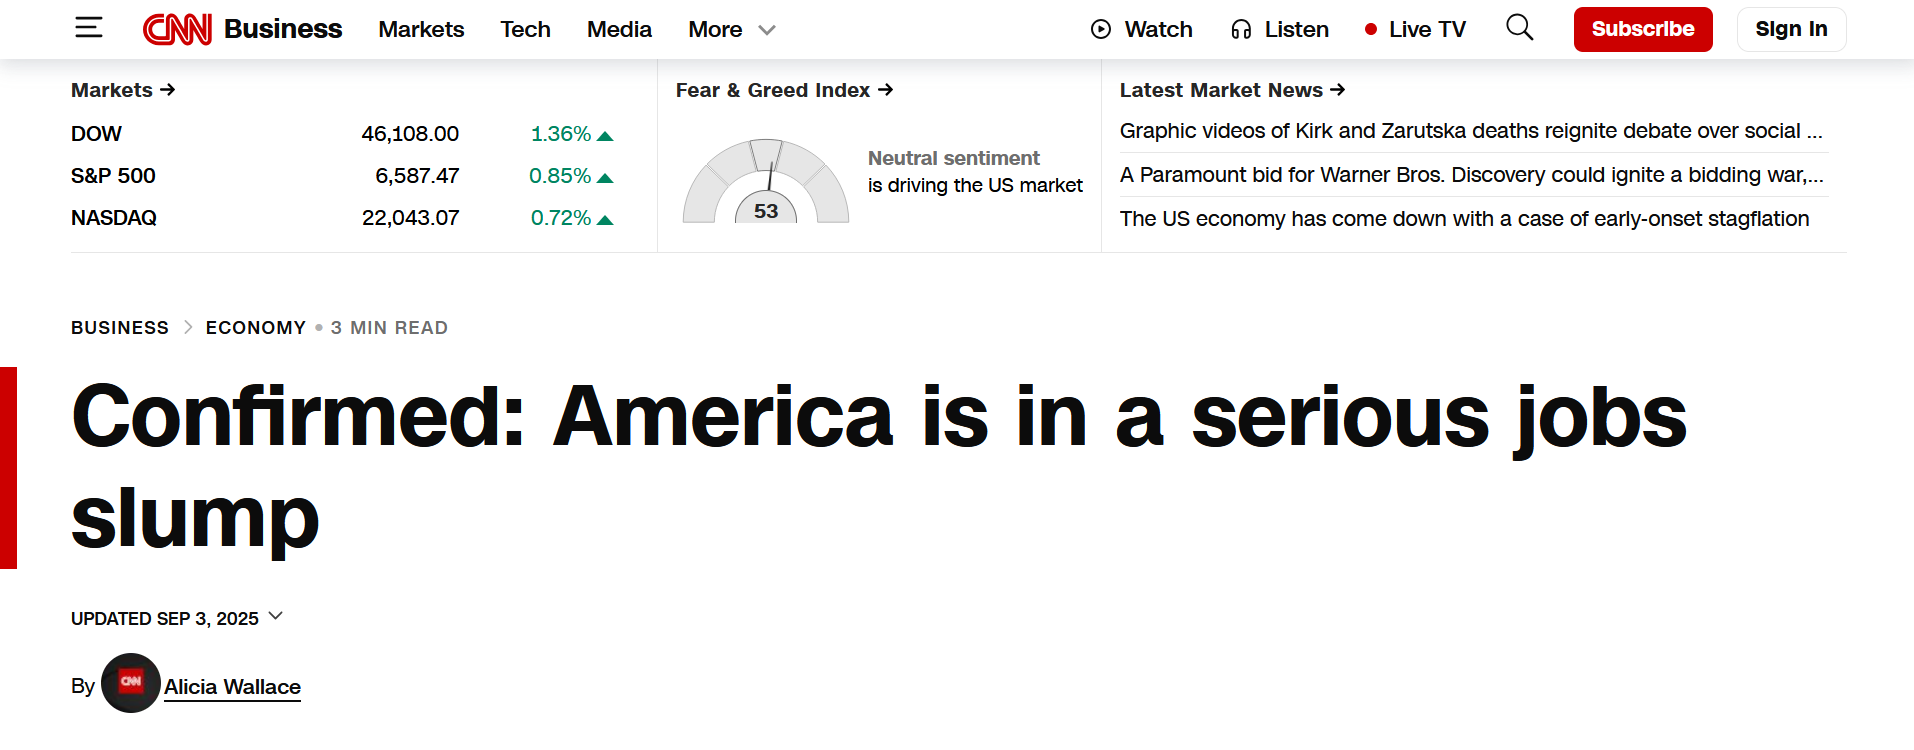 CNN Business Markets Tech Media More Watch Listen Live TV Subscribe Sign In
Markets
DOW 46,108.00 1.36%
S&P 500 6,587.47 0.85%
NASDAQ 22,043.07 0.72%
Fear & Greed Index
53
Neutral sentiment
is driving the US market
Latest Market News
Graphic videos of Kirk and Zarutska deaths reignite debate over social ...
A Paramount bid for Warner Bros. Discovery could ignite a bidding war,...
The US economy has come down with a case of early-onset stagflation
BUSINESS ECONOMY • 3 MIN READ
Confirmed: America is in a serious jobs
slump
UPDATED SEP 3, 2025
By CNN Alicia Wallace